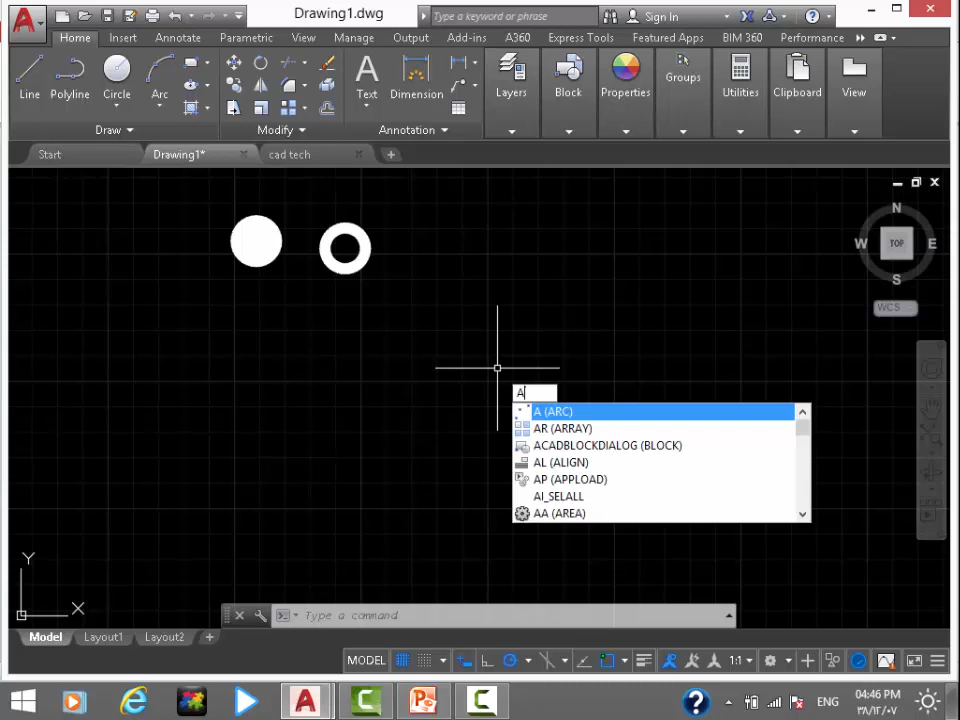 A
Drawing1.dwg
Type a keyword or phrase
Sign In
Home Insert Annotate Parametric View Manage Output Add-ins A360 Express Tools Featured Apps BIM 360 Performance
Line Polyline Circle Arc
A
Text Dimension Layers Block Properties Groups Utilities Clipboard View
Draw Modify Annotation
Start Drawing1* cad tech
N
W TOP E
S
WCS
A
A (ARC)
AR (ARRAY)
ACADBLOCKDIALOG (BLOCK)
AL (ALIGN)
AP (APPLOAD)
AI_SELALL
AA (AREA)
Y
X
Type a command
Model Layout1 Layout2
MODEL 1:1
ENG 04:46 PM
٣٨/١٢/٠٧